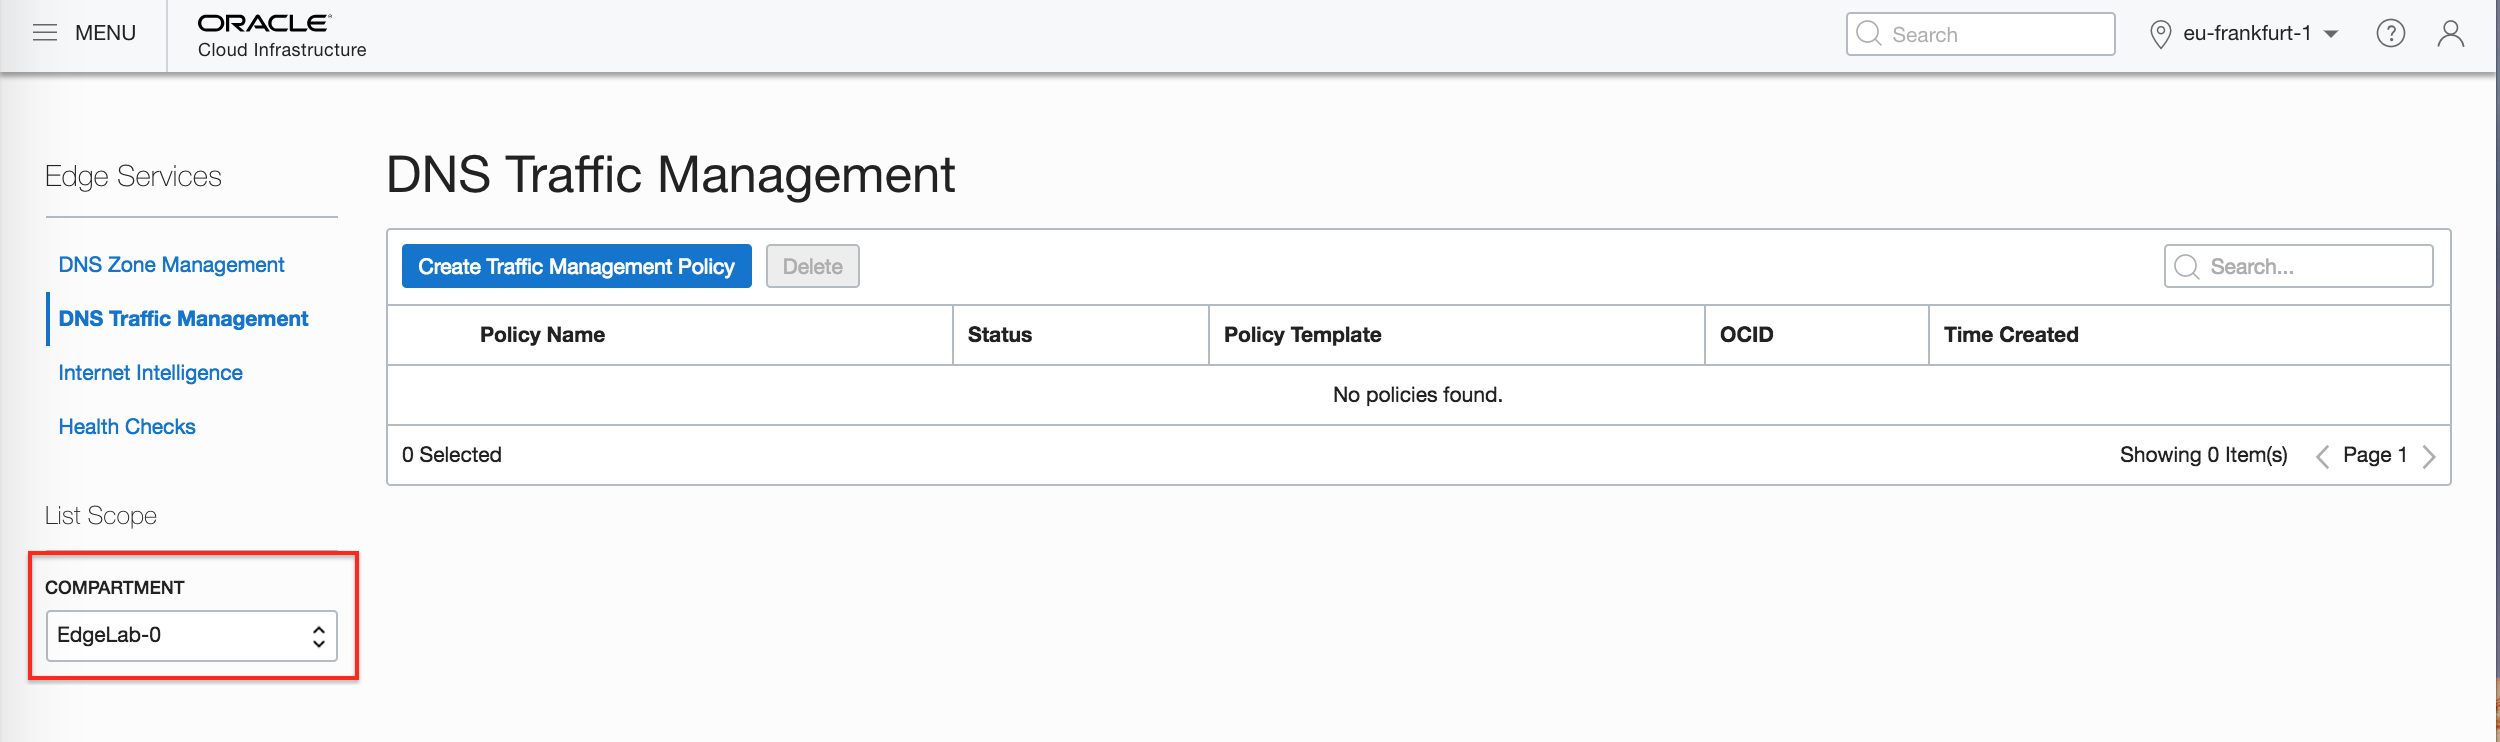 MENU
ORACLE
Cloud Infrastructure
Search
eu-frankfurt-1
?
Edge Services
DNS Zone Management
DNS Traffic Management
Internet Intelligence
Health Checks
List Scope
COMPARTMENT
EdgeLab-0
DNS Traffic Management
Create Traffic Management Policy Delete Search...
Policy Name Status Policy Template OCID Time Created
No policies found.
0 Selected Showing 0 Item(s) Page 1